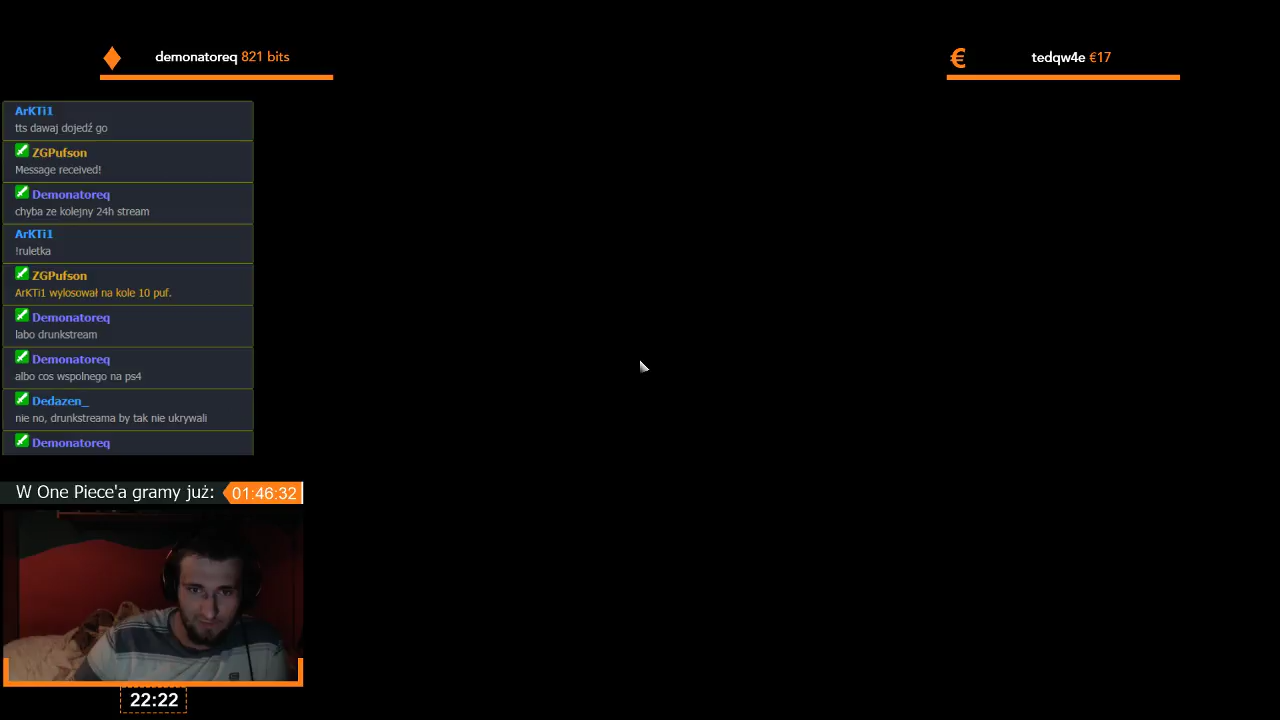 demonatoreq 821 bits
€ tedqw4e €17
ArKTi1
tts dawaj dojedź go
ZGPufson
Message received!
Demonatoreq
chyba ze kolejny 24h stream
ArKTi1
!ruletka
ZGPufson
ArKTi1 wylosował na kole 10 puf.
Demonatoreq
labo drunkstream
Demonatoreq
albo cos wspolnego na ps4
Dedazen_
nie no, drunkstreama by tak nie ukrywali
Demonatoreq
W One Piece'a gramy już: 01:46:32
22:22